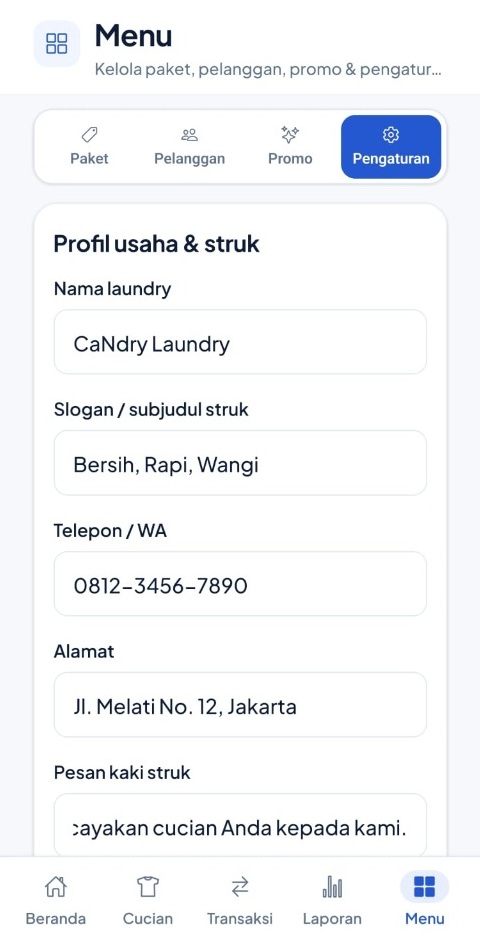 Menu
Kelola paket, pelanggan, promo & pengatur...
Paket
Pelanggan
Promo
Pengaturan
Profil usaha & struk
Nama laundry
CaNdry Laundry
Slogan / subjudul struk
Bersih, Rapi, Wangi
Telepon / WA
0812-3456-7890
Alamat
Jl. Melati No. 12, Jakarta
Pesan kaki struk
cayakan cucian Anda kepada kami.
Beranda
Cucian
Transaksi
Laporan
Menu